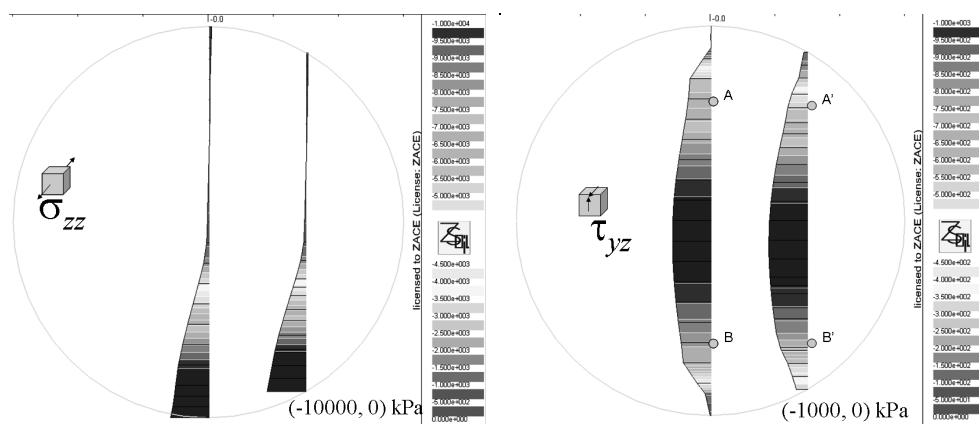 1-0.0
-1.000e+004
-9.500e+003
-9.000e+003
-8.500e+003
-8.000e+003
-7.500e+003
-7.000e+003
-6.500e+003
-6.000e+003
-5.500e+003
-5.000e+003
-4.500e+003
-4.000e+003
-3.500e+003
-3.000e+003
-2.500e+003
-2.000e+003
-1.500e+003
-1.000e+003
-5.000e+002
0.000e+000
licensed to ZACE (License: ZACE)
σzz
(-10000, 0) kPa
1-0.0
A
A'
B
B'
τyz
(-1000, 0) kPa
licensed to ZACE (License: ZACE)
-1.000e+003
-9.500e+002
-9.000e+002
-8.500e+002
-8.000e+002
-7.500e+002
-7.000e+002
-6.500e+002
-6.000e+002
-5.500e+002
-5.000e+002
-4.500e+002
-4.000e+002
-3.500e+002
-3.000e+002
-2.500e+002
-2.000e+002
-1.500e+002
-1.000e+002
-5.000e+001
0.000e+000